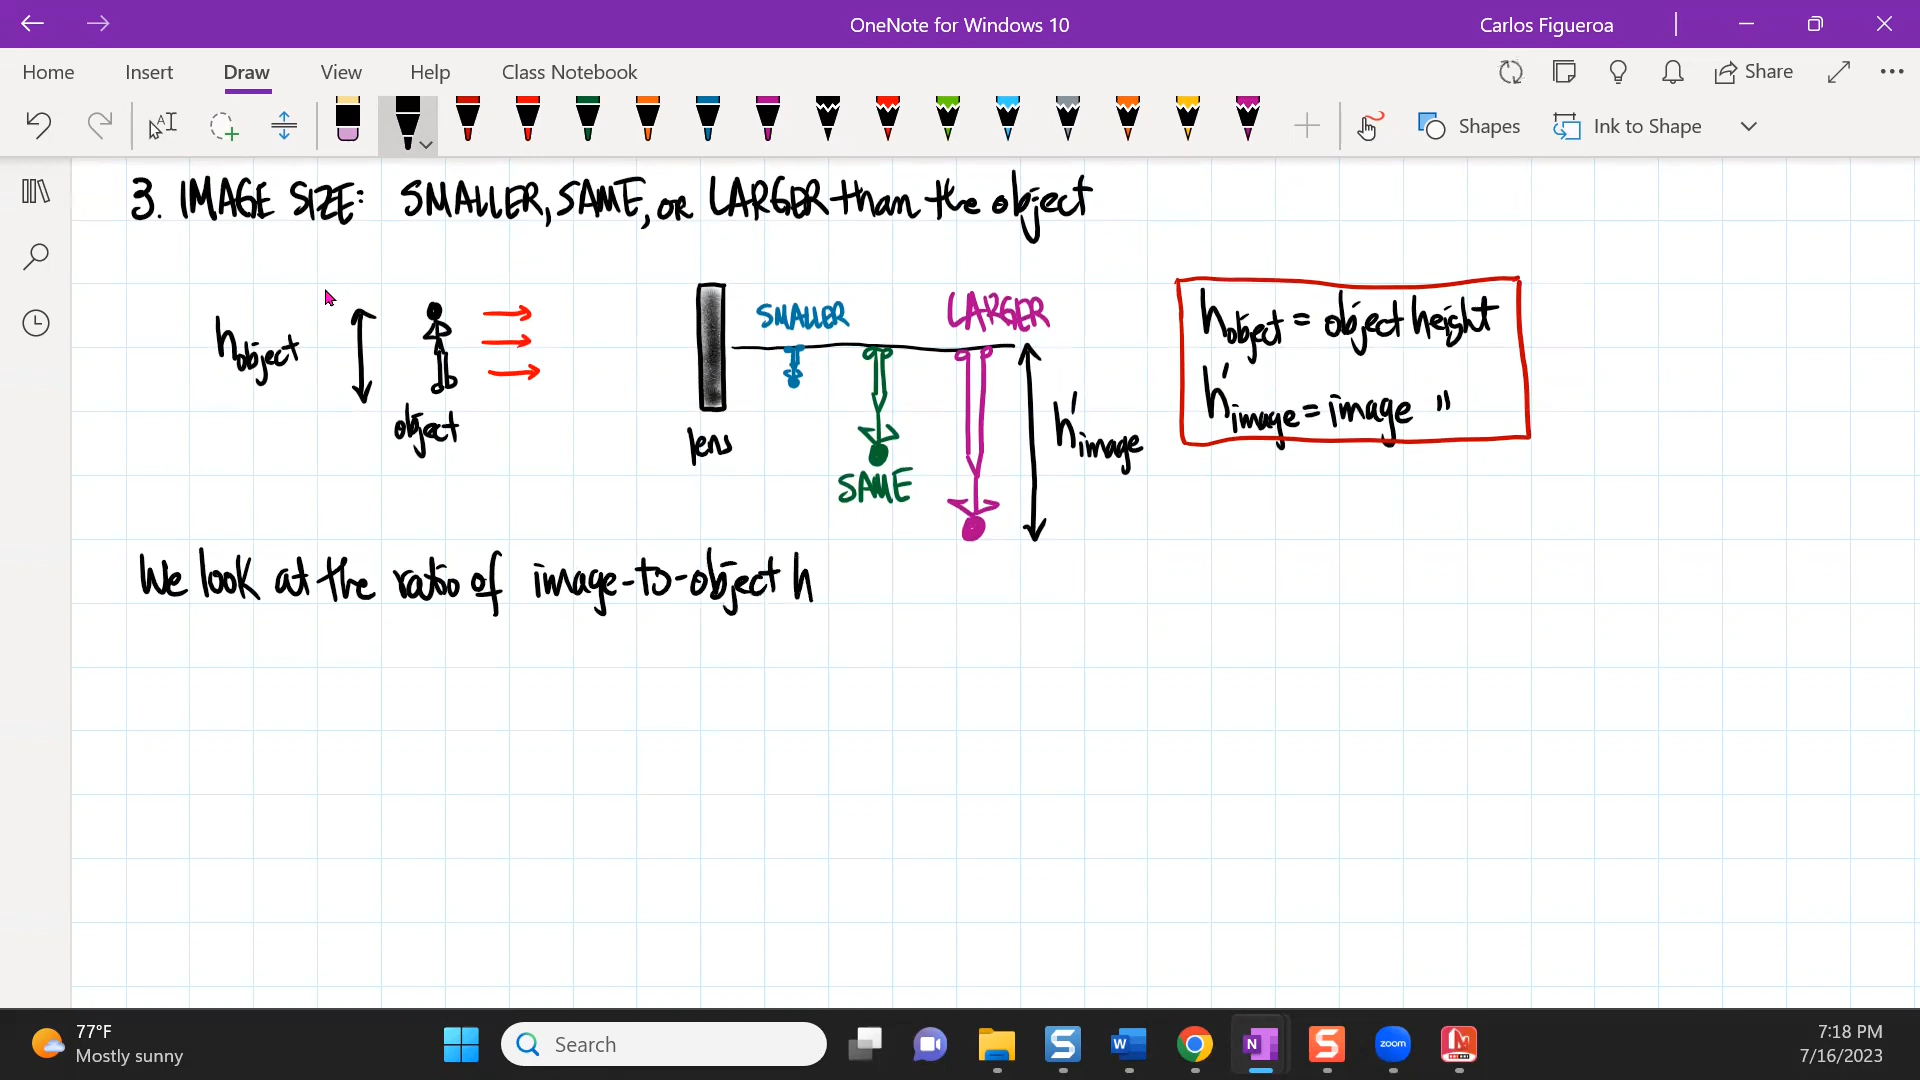 OneNote for Windows 10
Carlos Figueroa
Home Insert Draw View Help Class Notebook
Share
Shapes Ink to Shape
3. IMAGE SIZE: SMALLER, SAME, or LARGER than the object
SMALLER
LARGER
hobject
object
lens
SAME
h'image
hobject = object height
h'image = image "
We look at the ratio of image-to-object h
77°F
Mostly sunny
Search
zoom
7:18 PM
7/16/2023